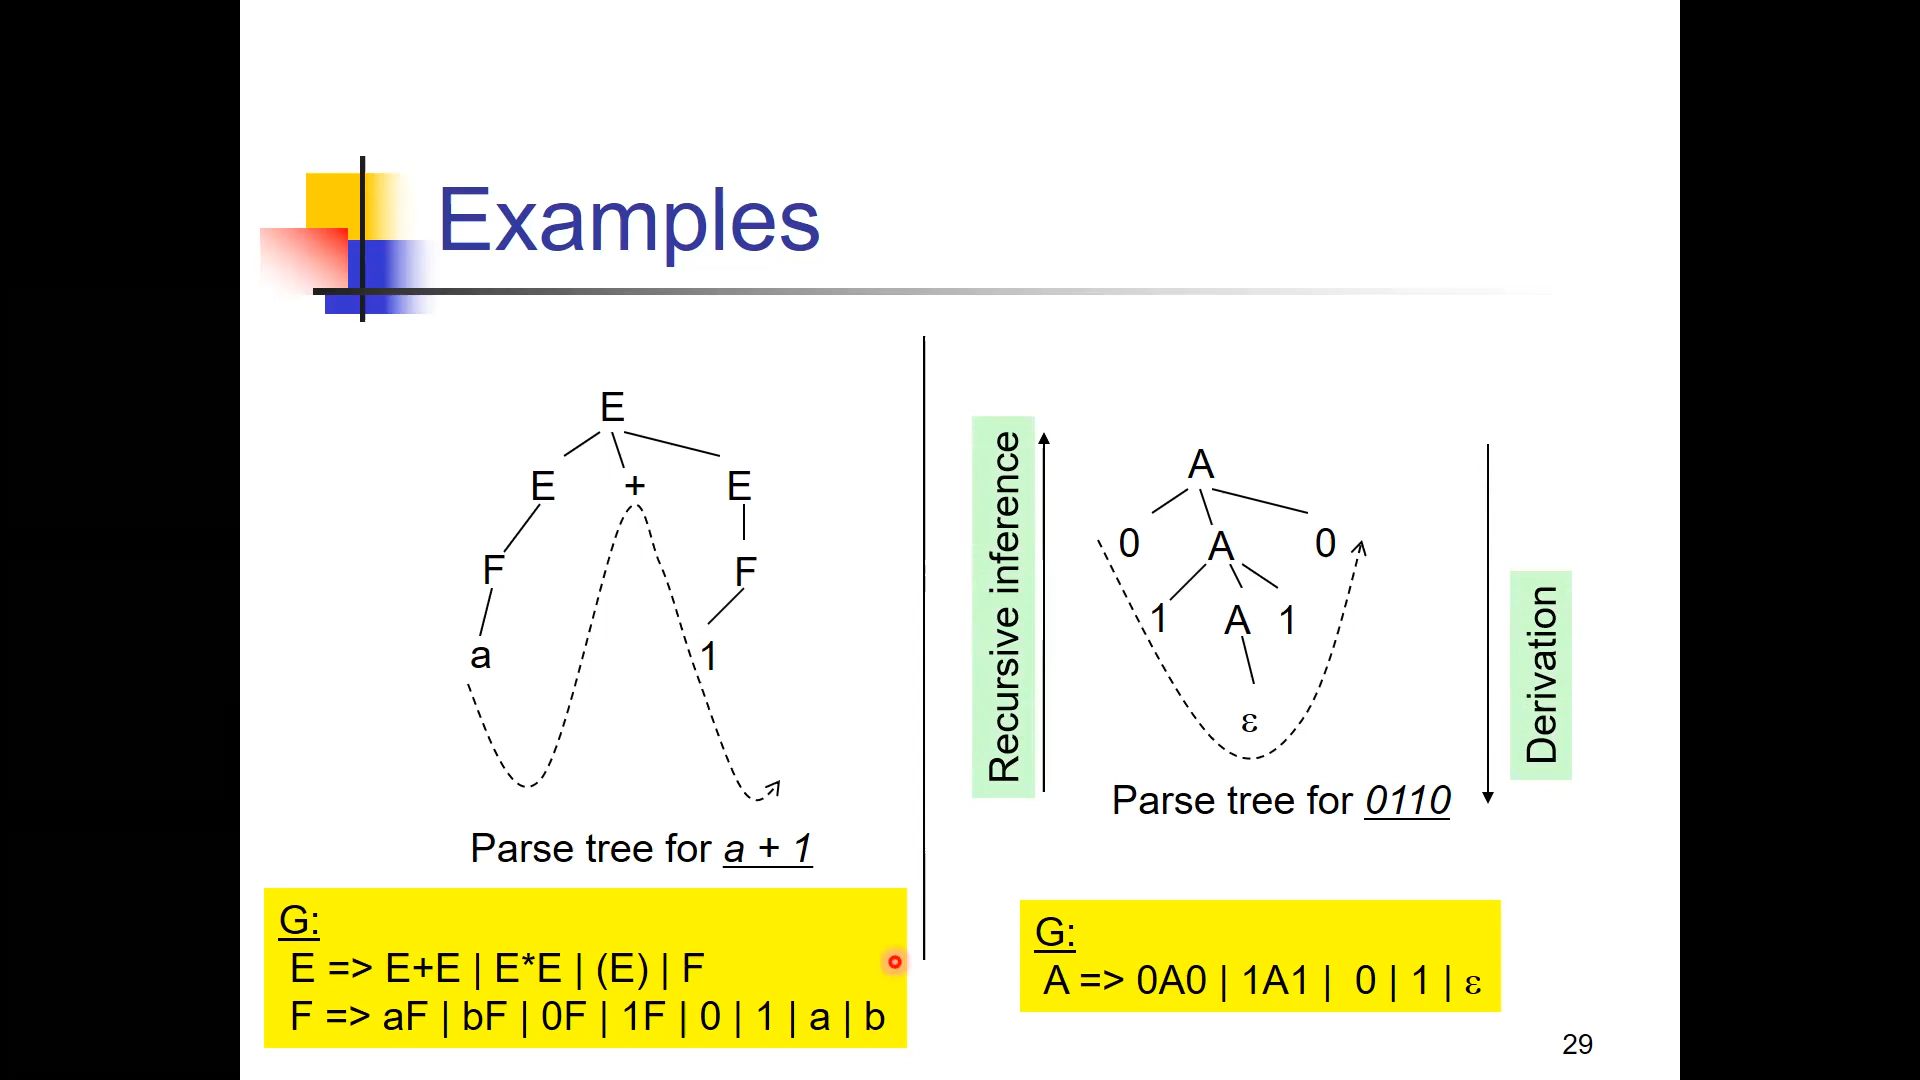 Examples
E
E + E
F F
a 1
Parse tree for a + 1
G:
E => E+E | E*E | (E) | F
F => aF | bF | 0F | 1F | 0 | 1 | a | b
Recursive inference
A
0 A 0
1 A 1
ε
Parse tree for 0110
Derivation
G:
A => 0A0 | 1A1 | 0 | 1 | ε
29